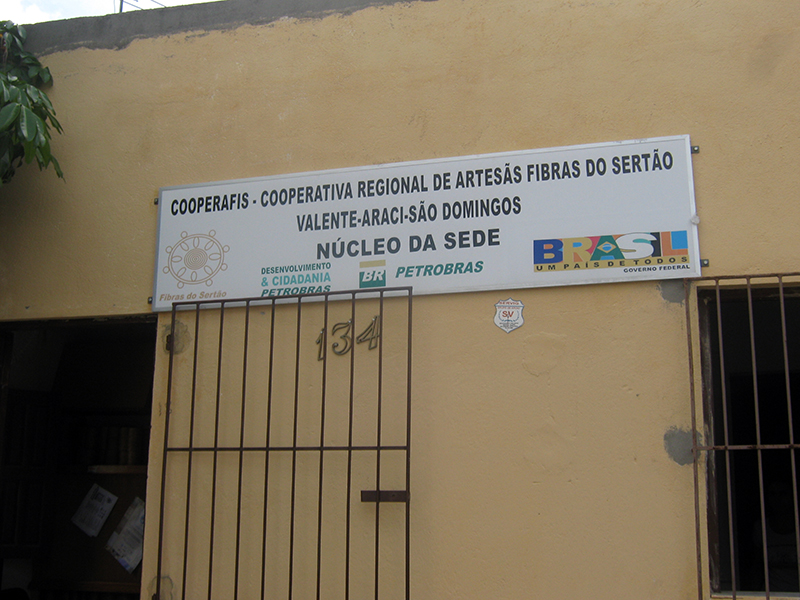 COOPERAFIS - COOPERATIVA REGIONAL DE ARTESÃS FIBRAS DO SERTÃO
VALENTE-ARACI-SÃO DOMINGOS
NÚCLEO DA SEDE
Fibras do Sertão
DESENVOLVIMENTO
& CIDADANIA
PETROBRAS
BR PETROBRAS
BRASIL
UM PAÍS DE TODOS
GOVERNO FEDERAL
134